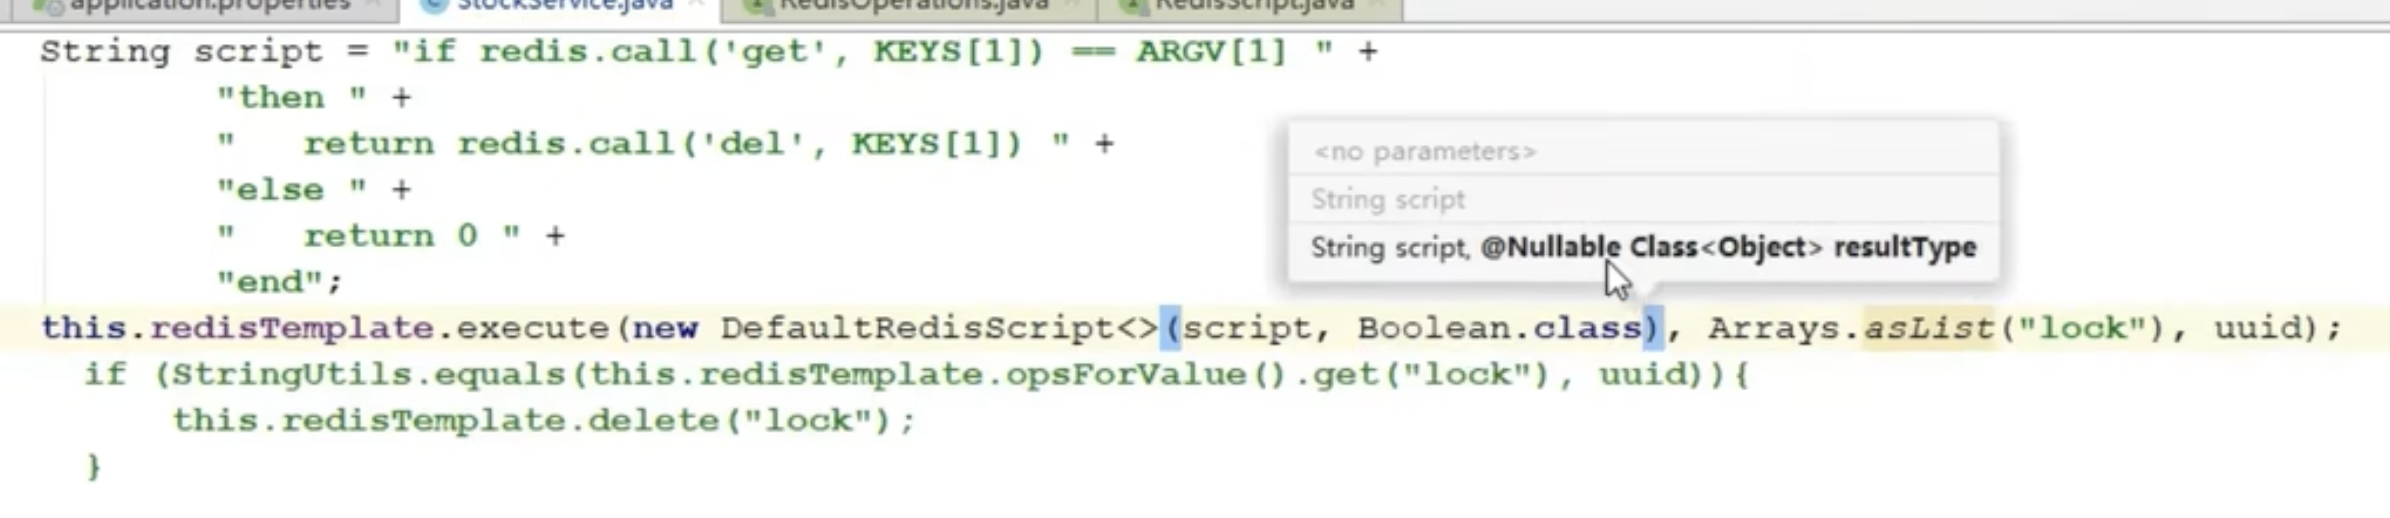 application.properties StockService.java RedisOperations.java RedisScript.java
String script = "if redis.call('get', KEYS[1]) == ARGV[1] " +
"then " +
"   return redis.call('del', KEYS[1]) " +
"else " +
"   return 0 " +
"end";
<no parameters>
String script
String script, @Nullable Class<Object> resultType
this.redisTemplate.execute(new DefaultRedisScript<>(script, Boolean.class), Arrays.asList("lock"), uuid);
if (StringUtils.equals(this.redisTemplate.opsForValue().get("lock"), uuid)){
this.redisTemplate.delete("lock");
}